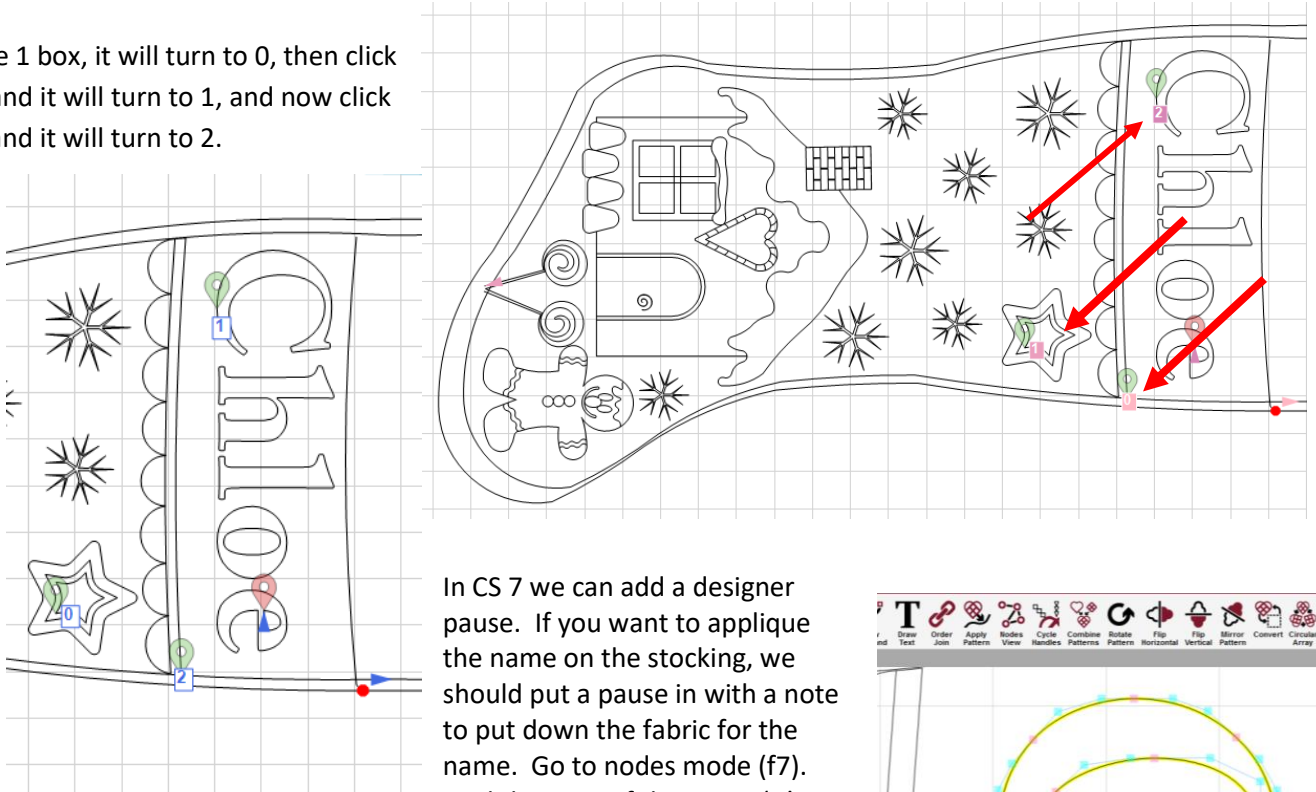 e 1 box, it will turn to 0, then click
and it will turn to 1, and now click
and it will turn to 2.
2
Chloe
1
0
1
Chloe
0
2
In CS 7 we can add a designer
pause. If you want to applique
the name on the stocking, we
should put a pause in with a note
to put down the fabric for the
name. Go to nodes mode (f7).
Draw Text
Order Join
Apply Pattern
Nodes View
Cycle Handles
Combine Patterns
Rotate Pattern
Flip Horizontal
Flip Vertical
Mirror Pattern
Convert
Circular Array